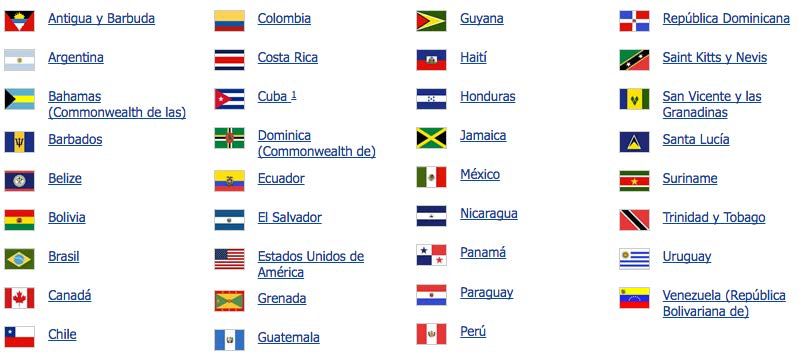 Antigua y Barbuda
Argentina
Bahamas
(Commonwealth de las)
Barbados
Belize
Bolivia
Brasil
Canadá
Chile
Colombia
Costa Rica
Cuba 1
Dominica
(Commonwealth de)
Ecuador
El Salvador
Estados Unidos de
América
Grenada
Guatemala
Guyana
Haití
Honduras
Jamaica
México
Nicaragua
Panamá
Paraguay
Perú
República Dominicana
Saint Kitts y Nevis
San Vicente y las
Granadinas
Santa Lucía
Suriname
Trinidad y Tobago
Uruguay
Venezuela (República
Bolivariana de)